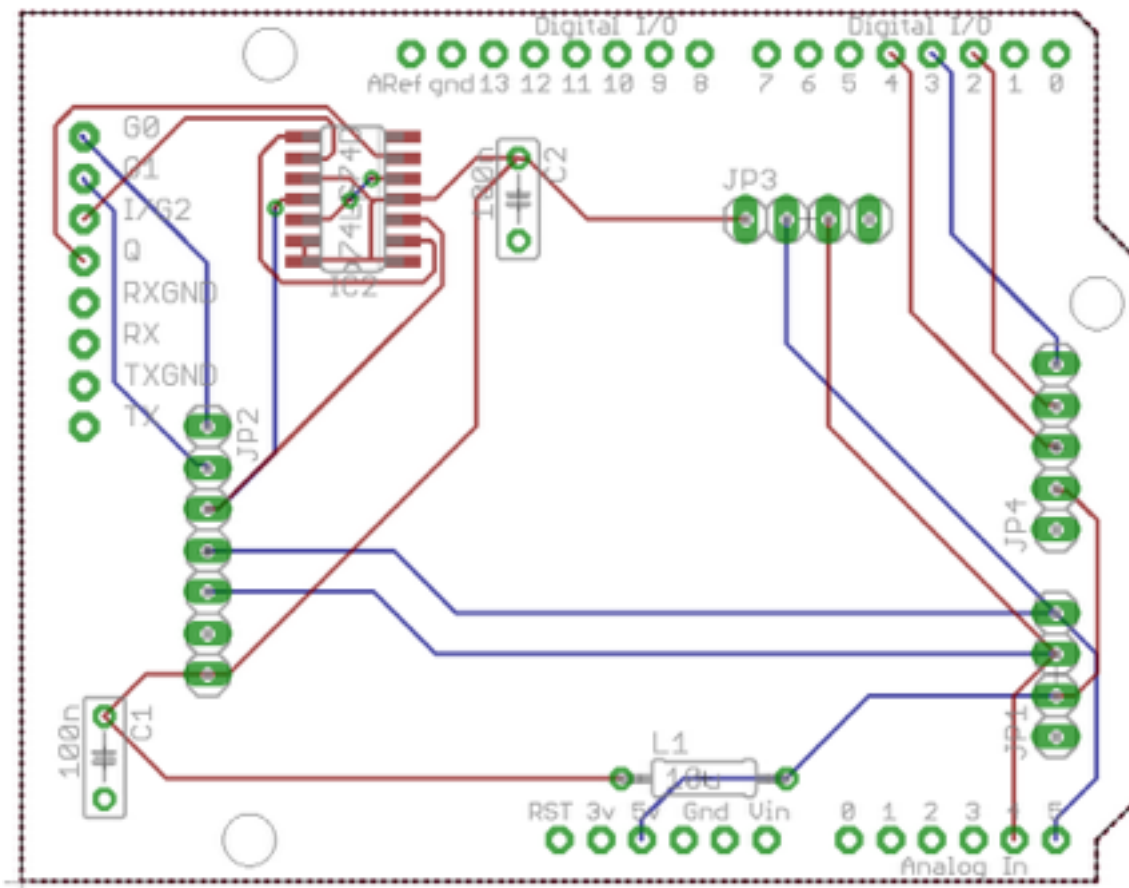 Digital I/O Digital I/O
ARef gnd 13 12 11 10 9 8 7 6 5 4 3 2 1 0
G0
G1
I/G2
Q
RXGND
RX
TXGND
TX
74LS74D
IC2
100n
C2
JP3
JP2
JP4
JP1
100n
C1
L1
10u
RST 3v 5v Gnd Vin 0 1 2 3 4 5
Analog In